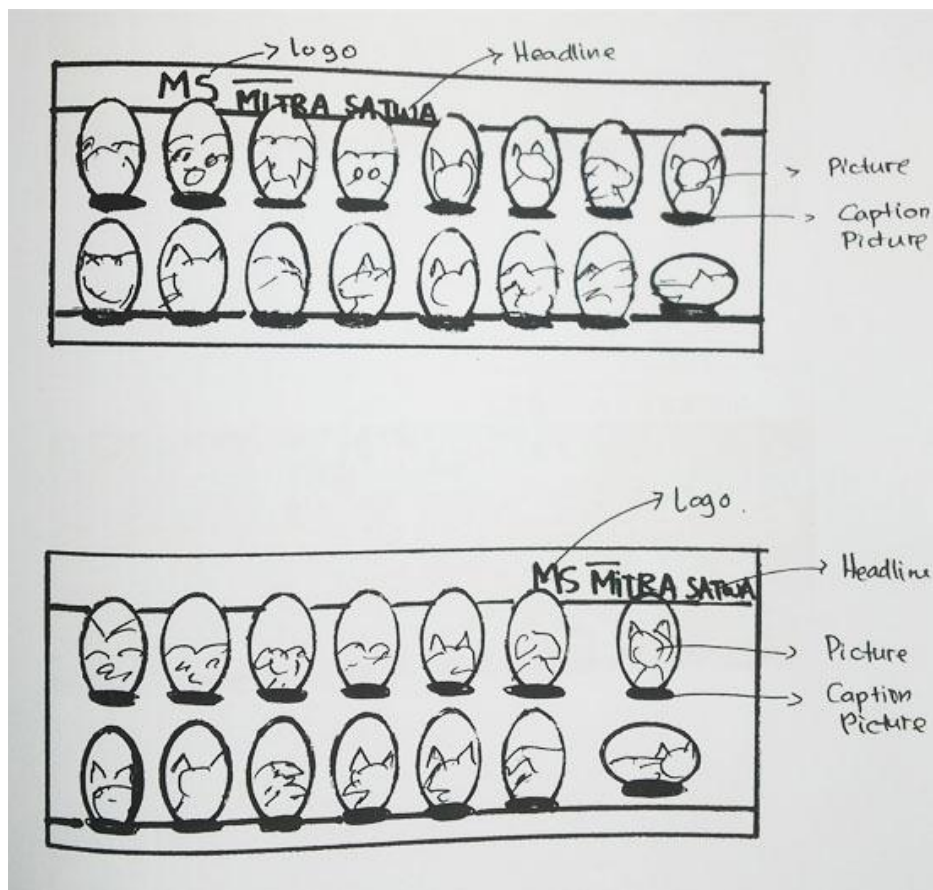 Logo
Headline
MS MITRA SATWA
Picture
Caption
Picture
Logo.
MS MITRA SATWA
Headline
Picture
Caption
Picture